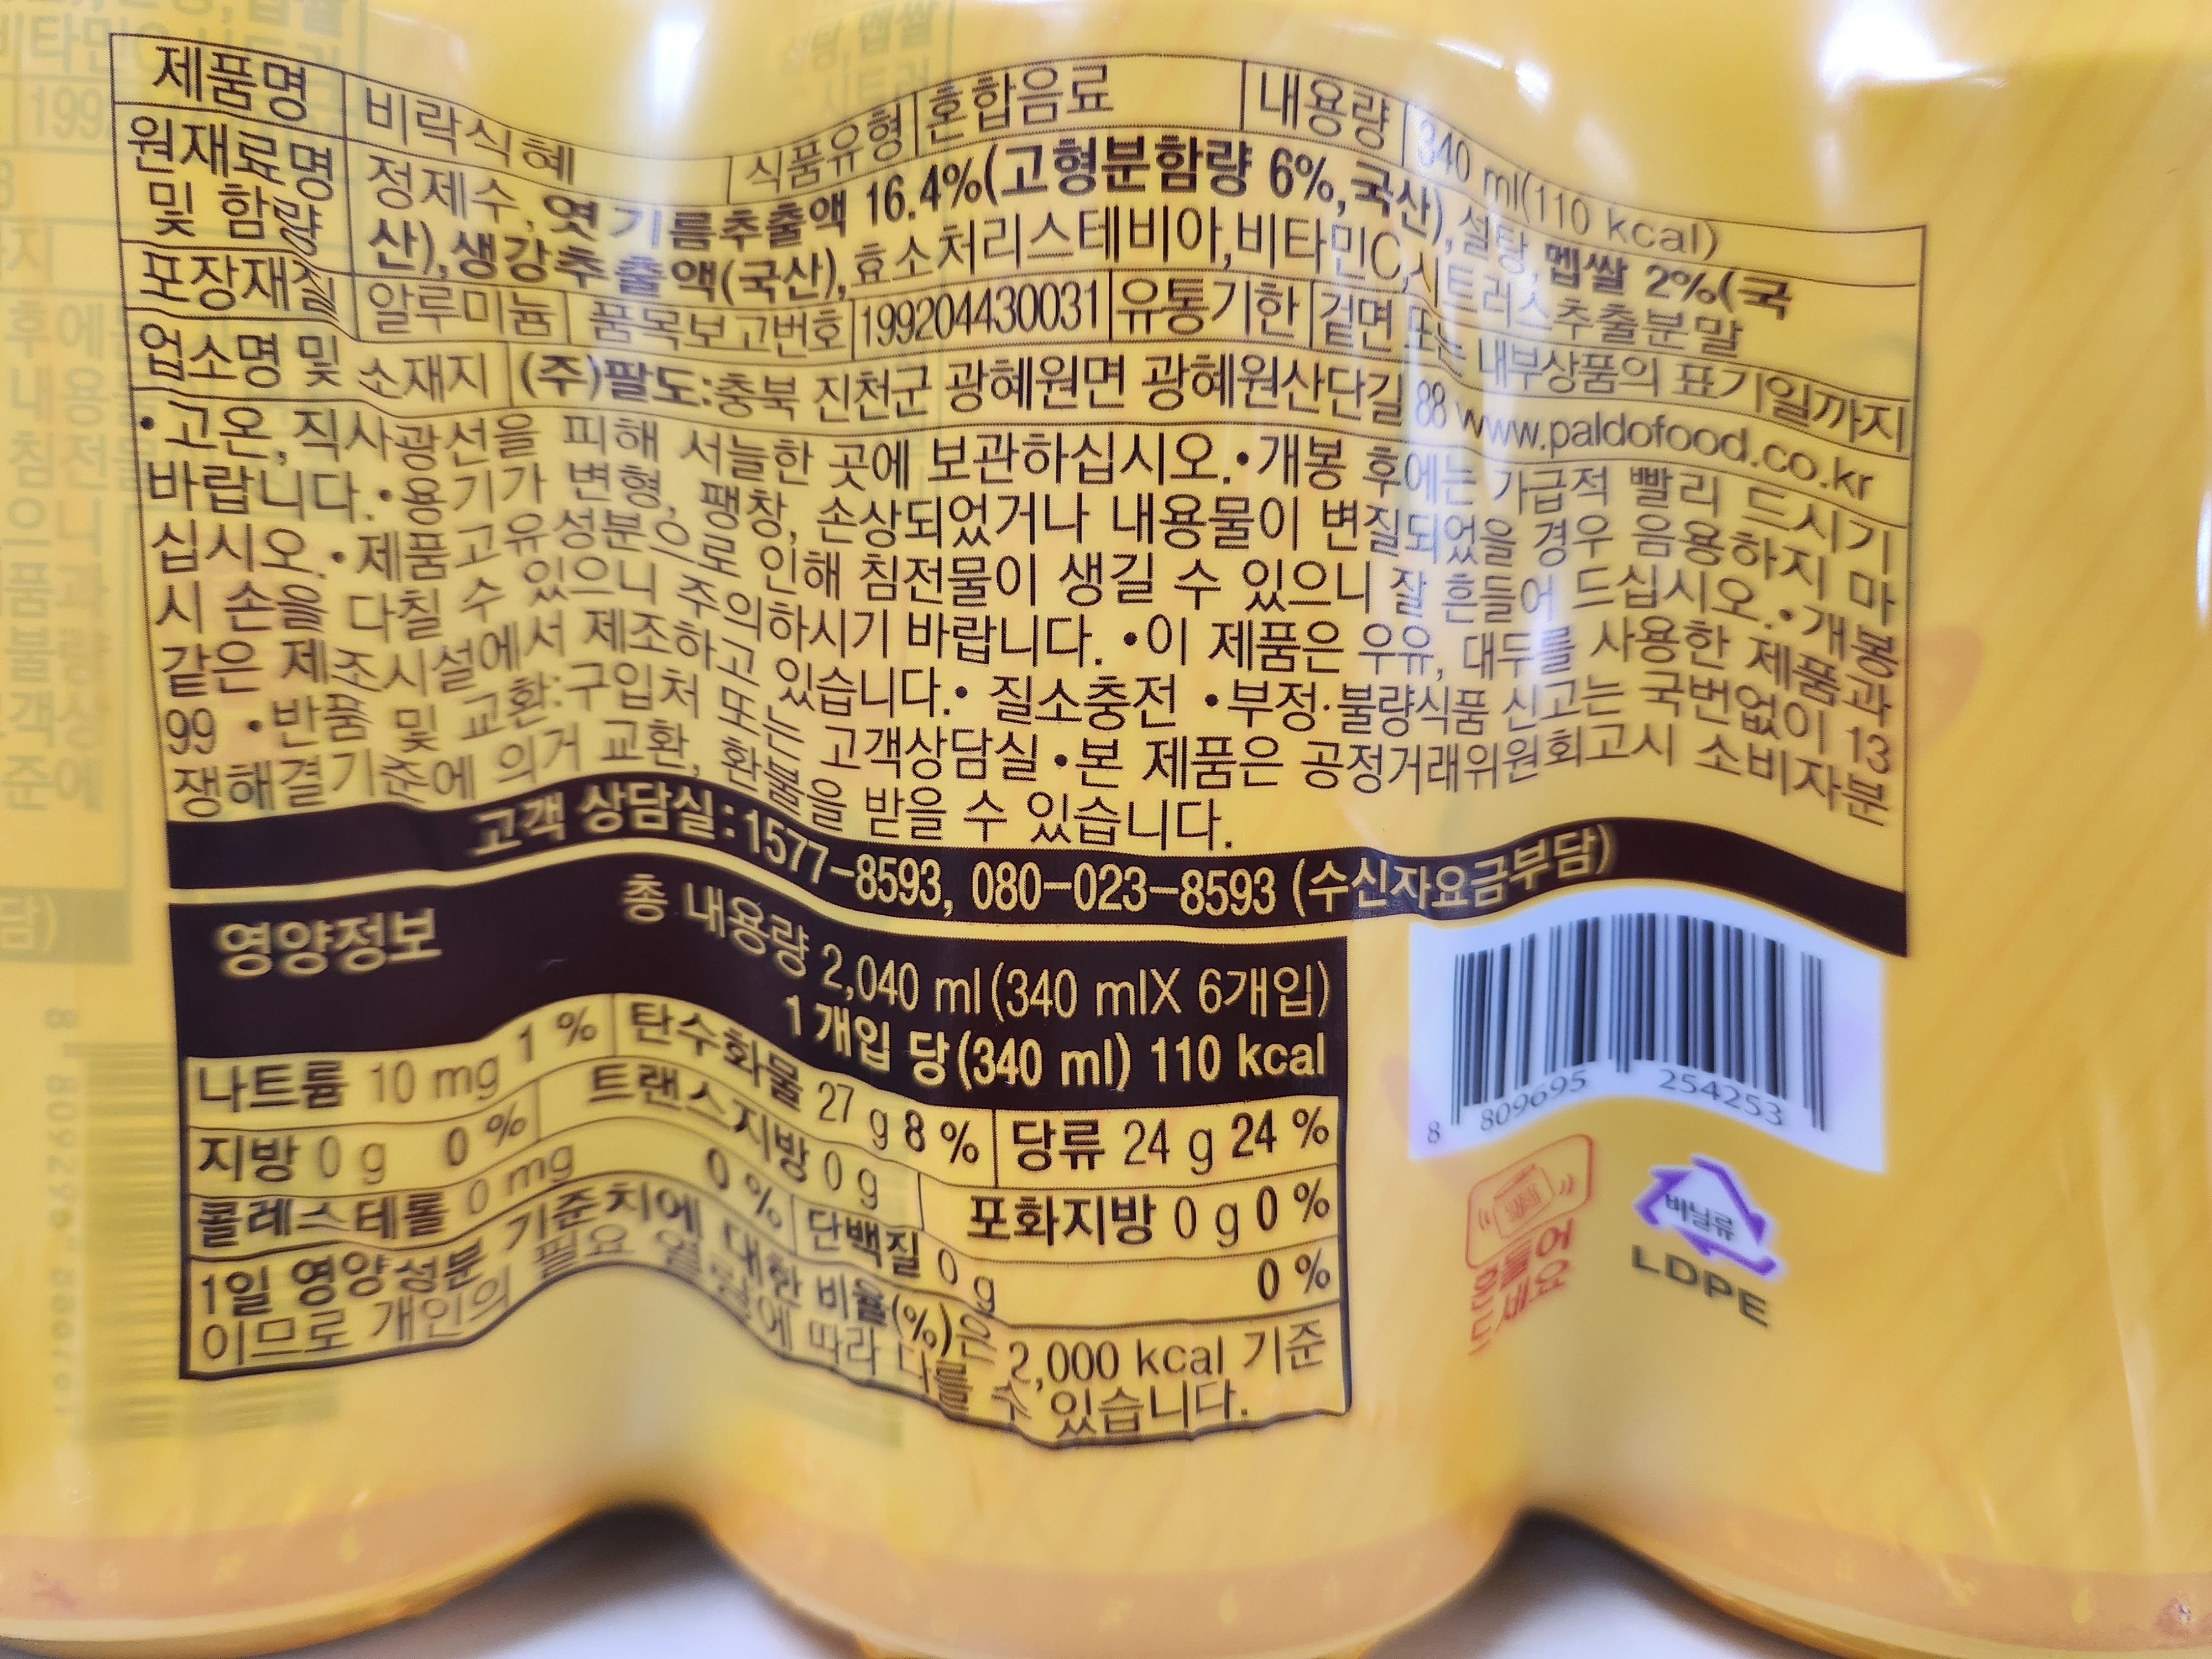 제품명 비락식혜 식품유형 혼합음료 내용량 340 ml(110 kcal)
원재료명 및 함량 정제수, 엿기름추출액 16.4%(고형분함량 6%, 국산), 설탕, 멥쌀 2%(국
산), 생강추출액(국산), 효소처리스테비아, 비타민C, 시트러스추출분말
포장재질 알루미늄 품목보고번호 199204430031 유통기한 겉면 또는 내부상품의 표기일까지
업소명 및 소재지 (주)팔도:충북 진천군 광혜원면 광혜원산단길 88 www.paldofood.co.kr
•고온, 직사광선을 피해 서늘한 곳에 보관하십시오.•개봉 후에는 가급적 빨리 드시기
바랍니다.•용기가 변형, 팽창, 손상되었거나 내용물이 변질되었을 경우 음용하지 마
십시오.•제품고유성분으로 인해 침전물이 생길 수 있으니 잘 흔들어 드십시오.•개봉
시 손을 다칠 수 있으니 주의하시기 바랍니다. •이 제품은 우유, 대두를 사용한 제품과
같은 제조시설에서 제조하고 있습니다.• 질소충전 •부정·불량식품 신고는 국번없이 13
99 •반품 및 교환:구입처 또는 고객상담실•본 제품은 공정거래위원회고시 소비자분
쟁해결기준에 의거 교환, 환불을 받을 수 있습니다.
고객 상담실:1577-8593, 080-023-8593 (수신자요금부담)
영양정보 총 내용량 2,040 ml(340 mlX 6개입)
1개입 당(340 ml) 110 kcal
나트륨 10 mg 1 % 탄수화물 27 g 8 % 당류 24 g 24 %
지방 0 g 0 % 트랜스지방 0 g 포화지방 0 g 0 %
콜레스테롤 0 mg 0 % 단백질 0 g 0 %
1일 영양성분 기준치에 대한 비율(%)은 2,000 kcal 기준
이므로 개인의 필요 열량에 따라 다를 수 있습니다.
8 809695 254253
흔들어
드세요
비닐류
LDPE